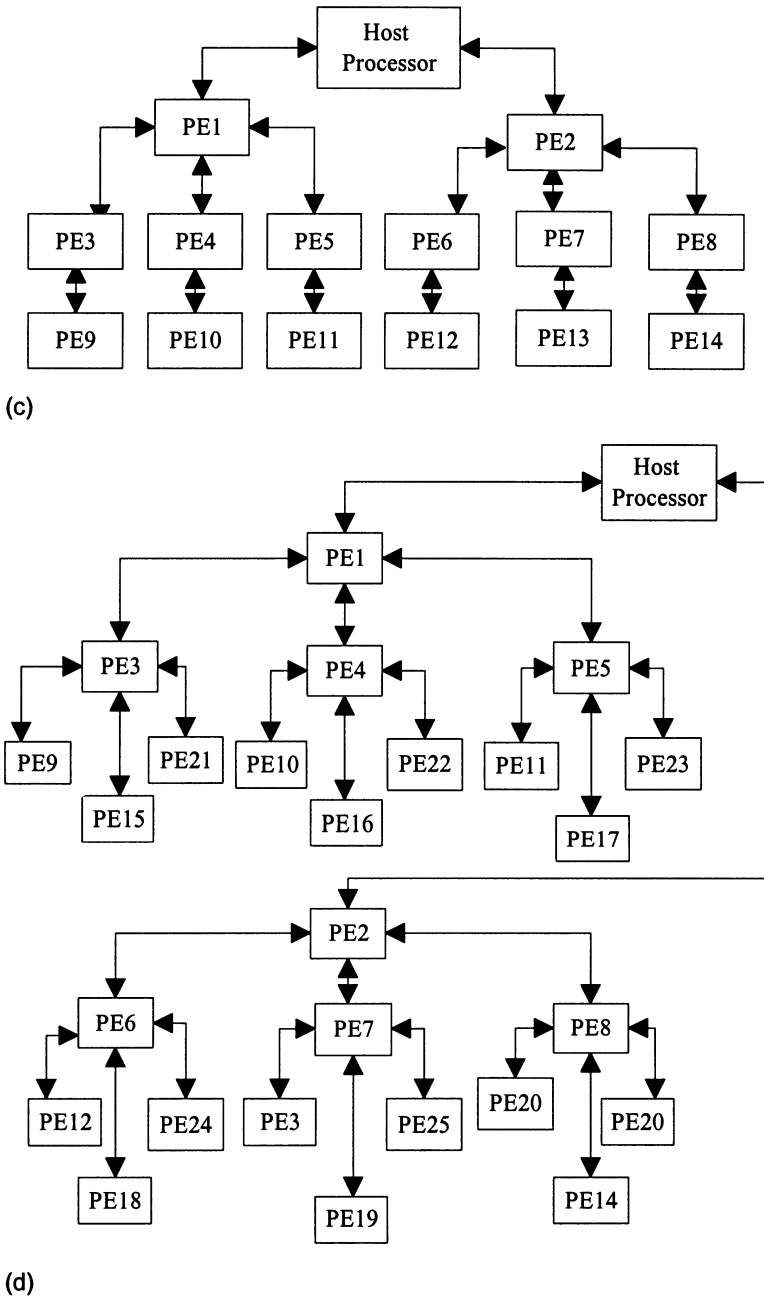 Host
Processor
PE1
PE2
PE3
PE4
PE5
PE6
PE7
PE8
PE9
PE10
PE11
PE12
PE13
PE14
(c)
Host
Processor
PE1
PE3
PE4
PE5
PE9
PE21
PE10
PE22
PE11
PE23
PE15
PE16
PE17
PE2
PE6
PE7
PE8
PE12
PE24
PE3
PE25
PE20
PE20
PE18
PE19
PE14
(d)